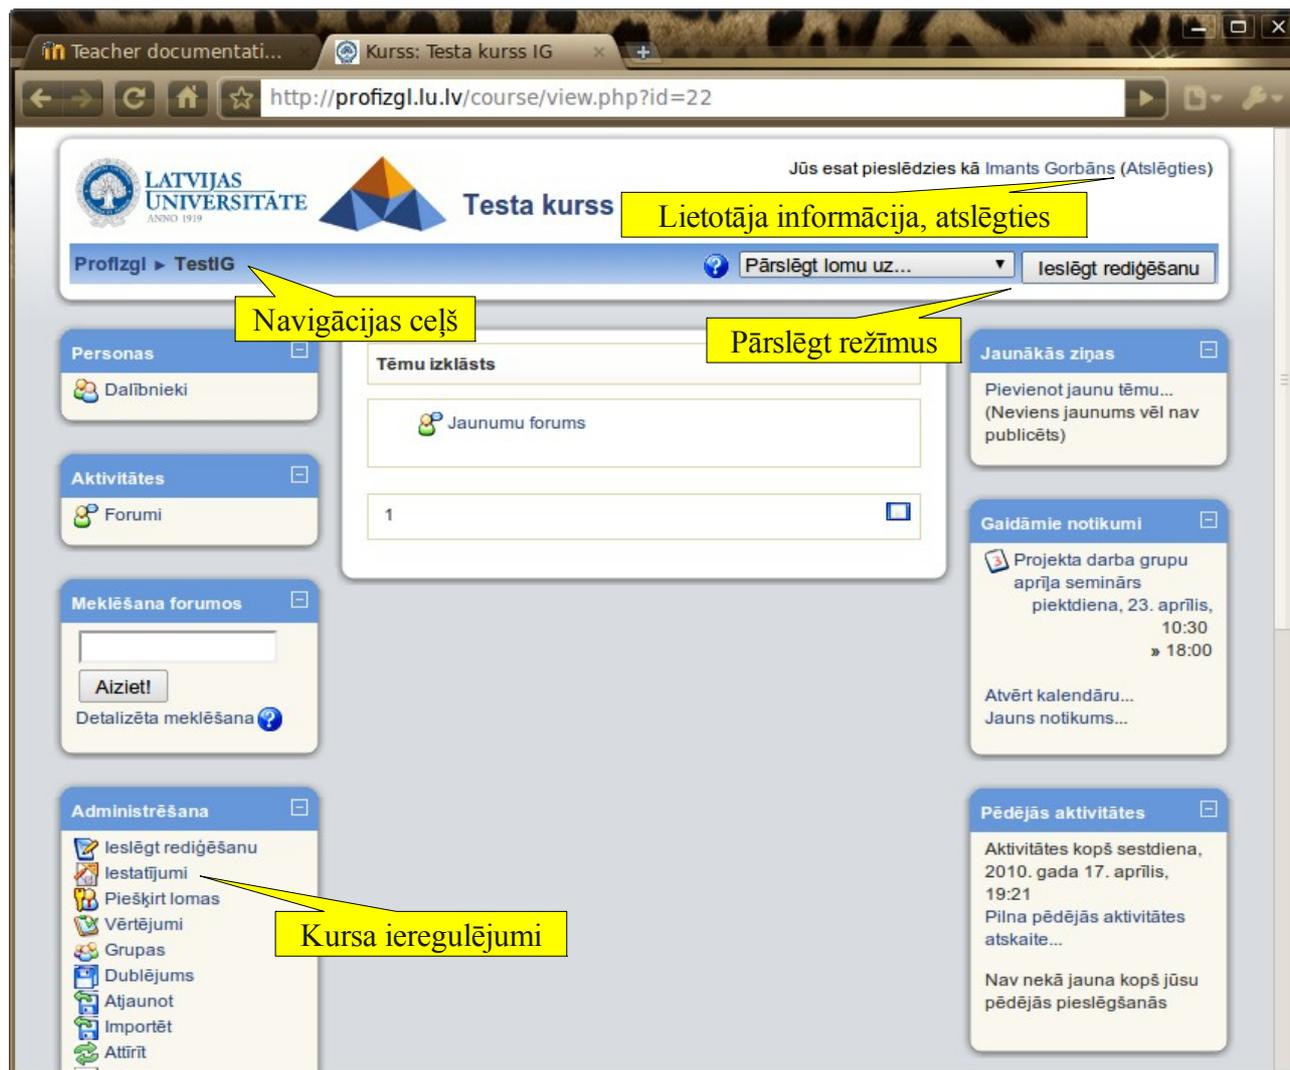 Teacher documentati...
Kurss: Testa kurss IG
http://profizgl.lu.lv/course/view.php?id=22
LATVIJAS
UNIVERSITĀTE
ANNO 1919
Testa kurss
Jūs esat pieslēdzies kā Imants Gorbāns (Atslēgties)
Lietotāja informācija, atslēgties
ProfIzgl ► TestIG
Pārslēgt lomu uz...
Ieslēgt rediģēšanu
Navigācijas ceļš
Pārslēgt režīmus
Personas
Dalībnieki
Aktivitātes
Forumi
Meklēšana forumos
Aiziet!
Detalizēta meklēšana
Administrēšana
Ieslēgt rediģēšanu
Iestatījumi
Piešķirt lomas
Vērtējumi
Grupas
Dublējums
Atjaunot
Importēt
Attīrīt
Kursa ieregulējumi
Tēmu izklāsts
Jaunumu forums
1
Jaunākās ziņas
Pievienot jaunu tēmu...
(Neviens jaunums vēl nav
publicēts)
Gaidāmie notikumi
3
Projekta darba grupu
aprīļa seminārs
piektdiena, 23. aprīlis,
10:30
» 18:00
Atvērt kalendāru...
Jauns notikums...
Pēdējās aktivitātes
Aktivitātes kopš sestdiena,
2010. gada 17. aprīlis,
19:21
Pilna pēdējās aktivitātes
atskaite...
Nav nekā jauna kopš jūsu
pēdējās pieslēgšanās